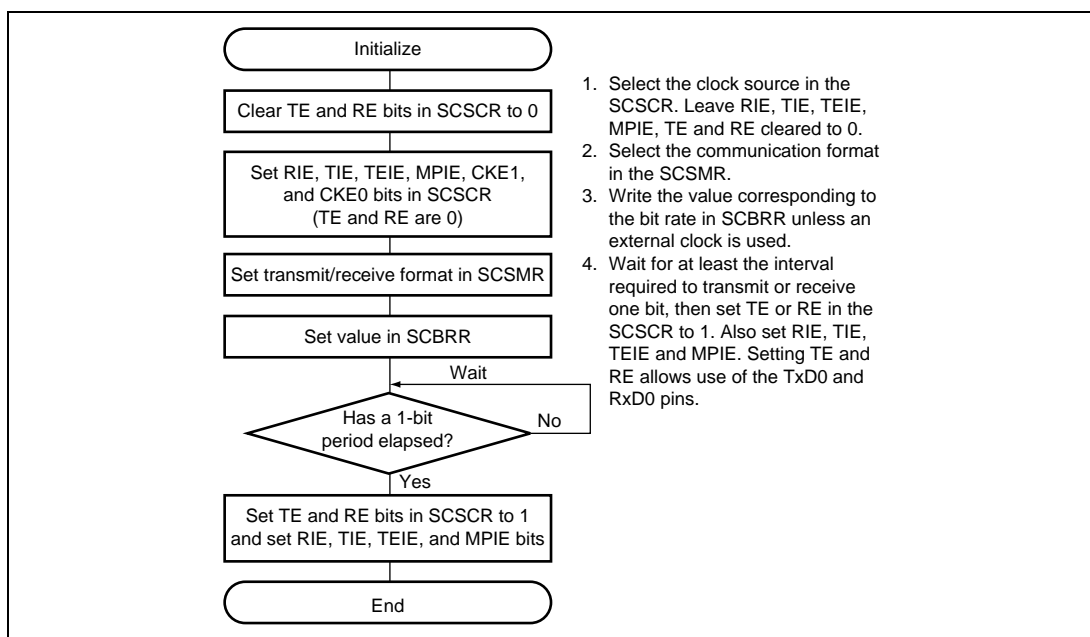 Initialize
Clear TE and RE bits in SCSCR to 0
Set RIE, TIE, TEIE, MPIE, CKE1,
and CKE0 bits in SCSCR
(TE and RE are 0)
Set transmit/receive format in SCSMR
Set value in SCBRR
Wait
Has a 1-bit
period elapsed?
No
Yes
Set TE and RE bits in SCSCR to 1
and set RIE, TIE, TEIE, and MPIE bits
End
1. Select the clock source in the
SCSCR. Leave RIE, TIE, TEIE,
MPIE, TE and RE cleared to 0.
2. Select the communication format
in the SCSMR.
3. Write the value corresponding to
the bit rate in SCBRR unless an
external clock is used.
4. Wait for at least the interval
required to transmit or receive
one bit, then set TE or RE in the
SCSCR to 1. Also set RIE, TIE,
TEIE and MPIE. Setting TE and
RE allows use of the TxD0 and
RxD0 pins.